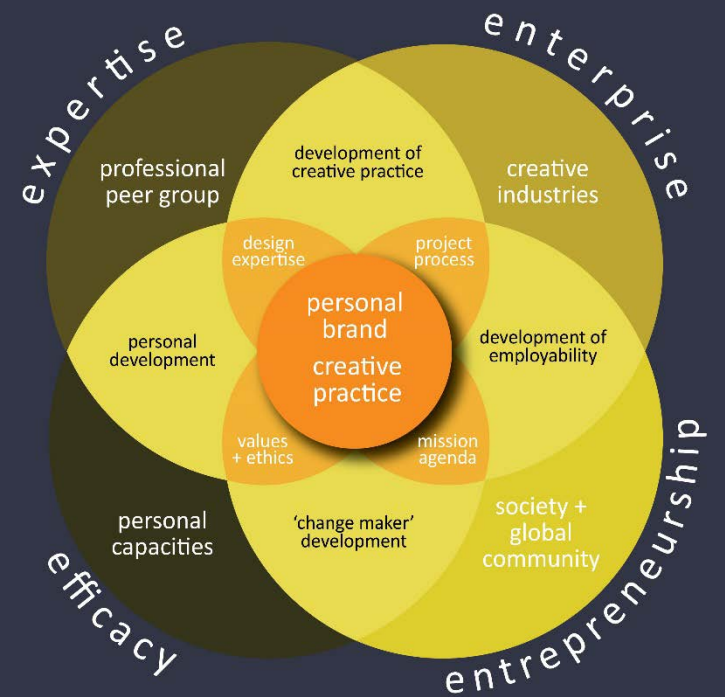 expertise
enterprise
professional
peer group
development of
creative practice
creative
industries
design
expertise
project
process
personal
brand
creative
practice
personal
development
development of
employability
values
+ ethics
mission
agenda
personal
capacities
‘change maker’
development
society +
global
community
efficacy
entrepreneurship